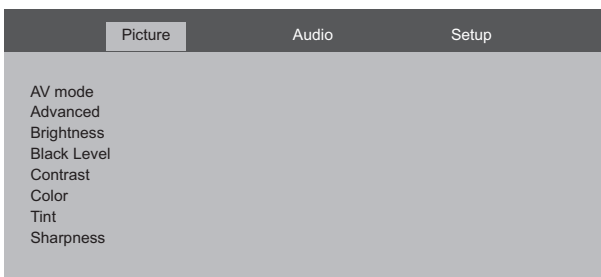 Picture Audio Setup
AV mode
Advanced
Brightness
Black Level
Contrast
Color
Tint
Sharpness